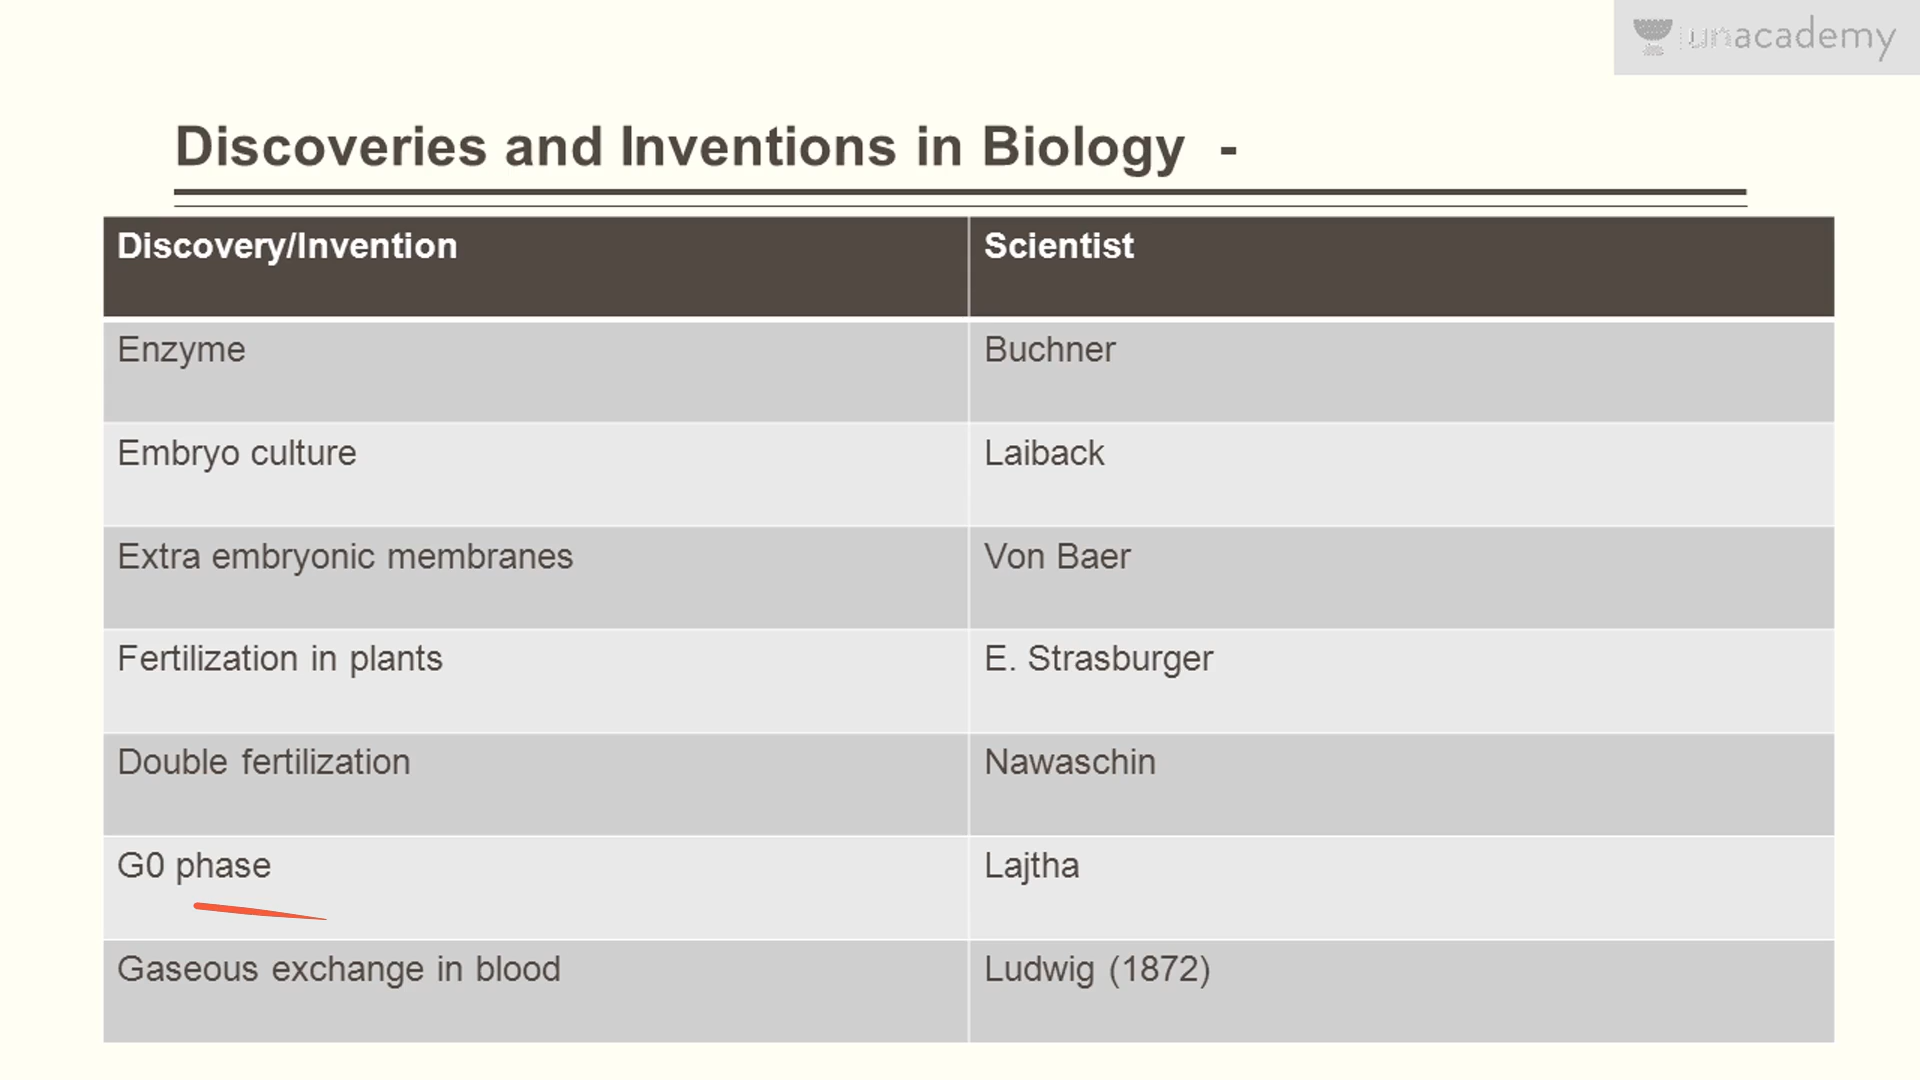 unacademy
Discoveries and Inventions in Biology -
Discovery/Invention Scientist
Enzyme Buchner
Embryo culture Laiback
Extra embryonic membranes Von Baer
Fertilization in plants E. Strasburger
Double fertilization Nawaschin
G0 phase Lajtha
Gaseous exchange in blood Ludwig (1872)